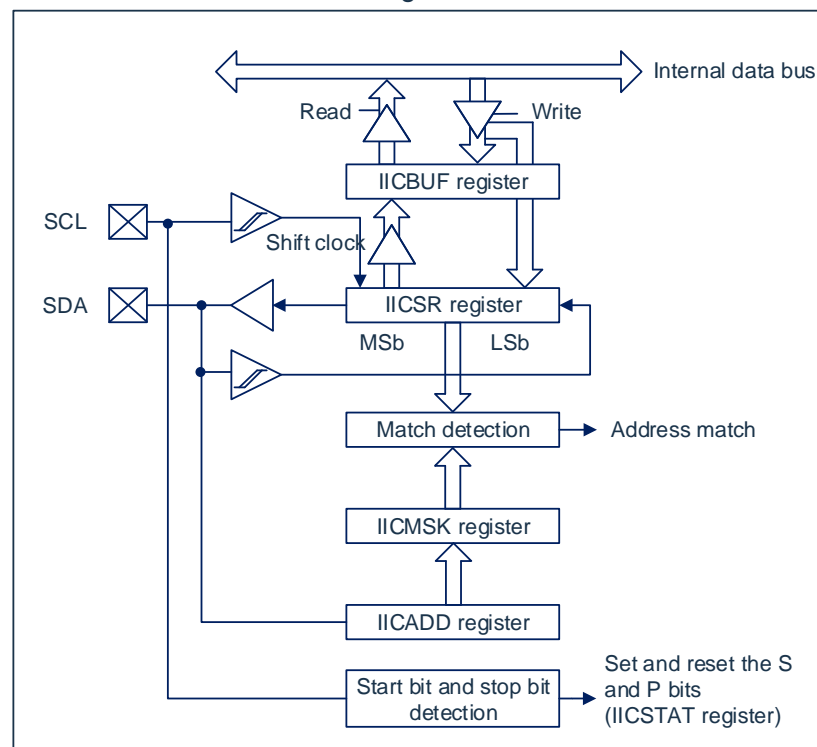 Internal data bus
Read
Write
IICBUF register
SCL
Shift clock
SDA
IICSR register
MSb
LSb
Match detection
Address match
IICMSK register
IICADD register
Start bit and stop bit
detection
Set and reset the S
and P bits
(IICSTAT register)